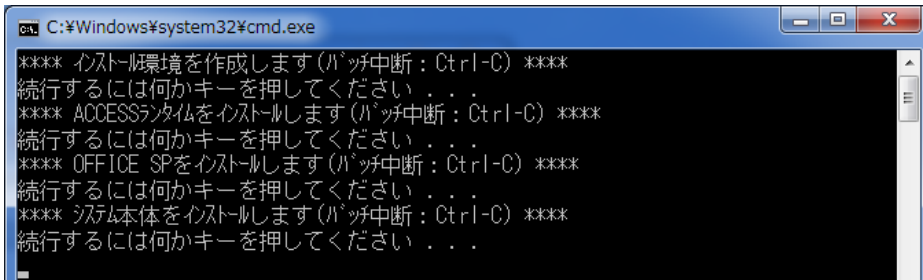 C:¥Windows¥system32¥cmd.exe
**** ｲﾝｽﾄｰﾙ環境を作成します(ﾊﾞｯﾁ中断：Ctrl-C) ****
続行するには何かキーを押してください . . .
**** ACCESSﾗﾝﾀｲﾑをｲﾝｽﾄｰﾙします(ﾊﾞｯﾁ中断：Ctrl-C) ****
続行するには何かキーを押してください . . .
**** OFFICE SPをｲﾝｽﾄｰﾙします(ﾊﾞｯﾁ中断：Ctrl-C) ****
続行するには何かキーを押してください . . .
**** ｼｽﾃﾑ本体をｲﾝｽﾄｰﾙします(ﾊﾞｯﾁ中断：Ctrl-C) ****
続行するには何かキーを押してください . . .